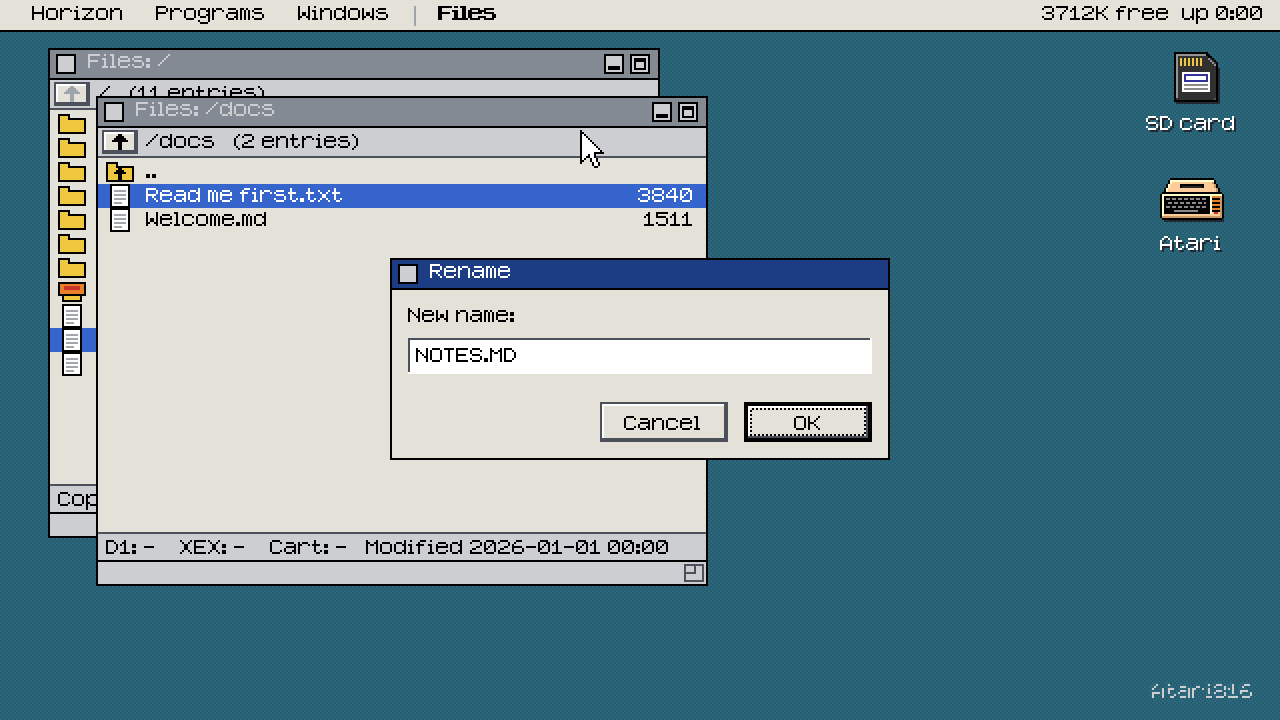 Horizon Programs Windows | Files 3712K free up 0:00
Files: /
/ (11 entries)
Files: /docs
/docs (2 entries)
..
Read me first.txt 3840
Welcome.md 1511
Rename
New name:
NOTES.MD
Cancel OK
Cop
D1: - XEX: - Cart: - Modified 2026-01-01 00:00
SD card
Atari
Atari816